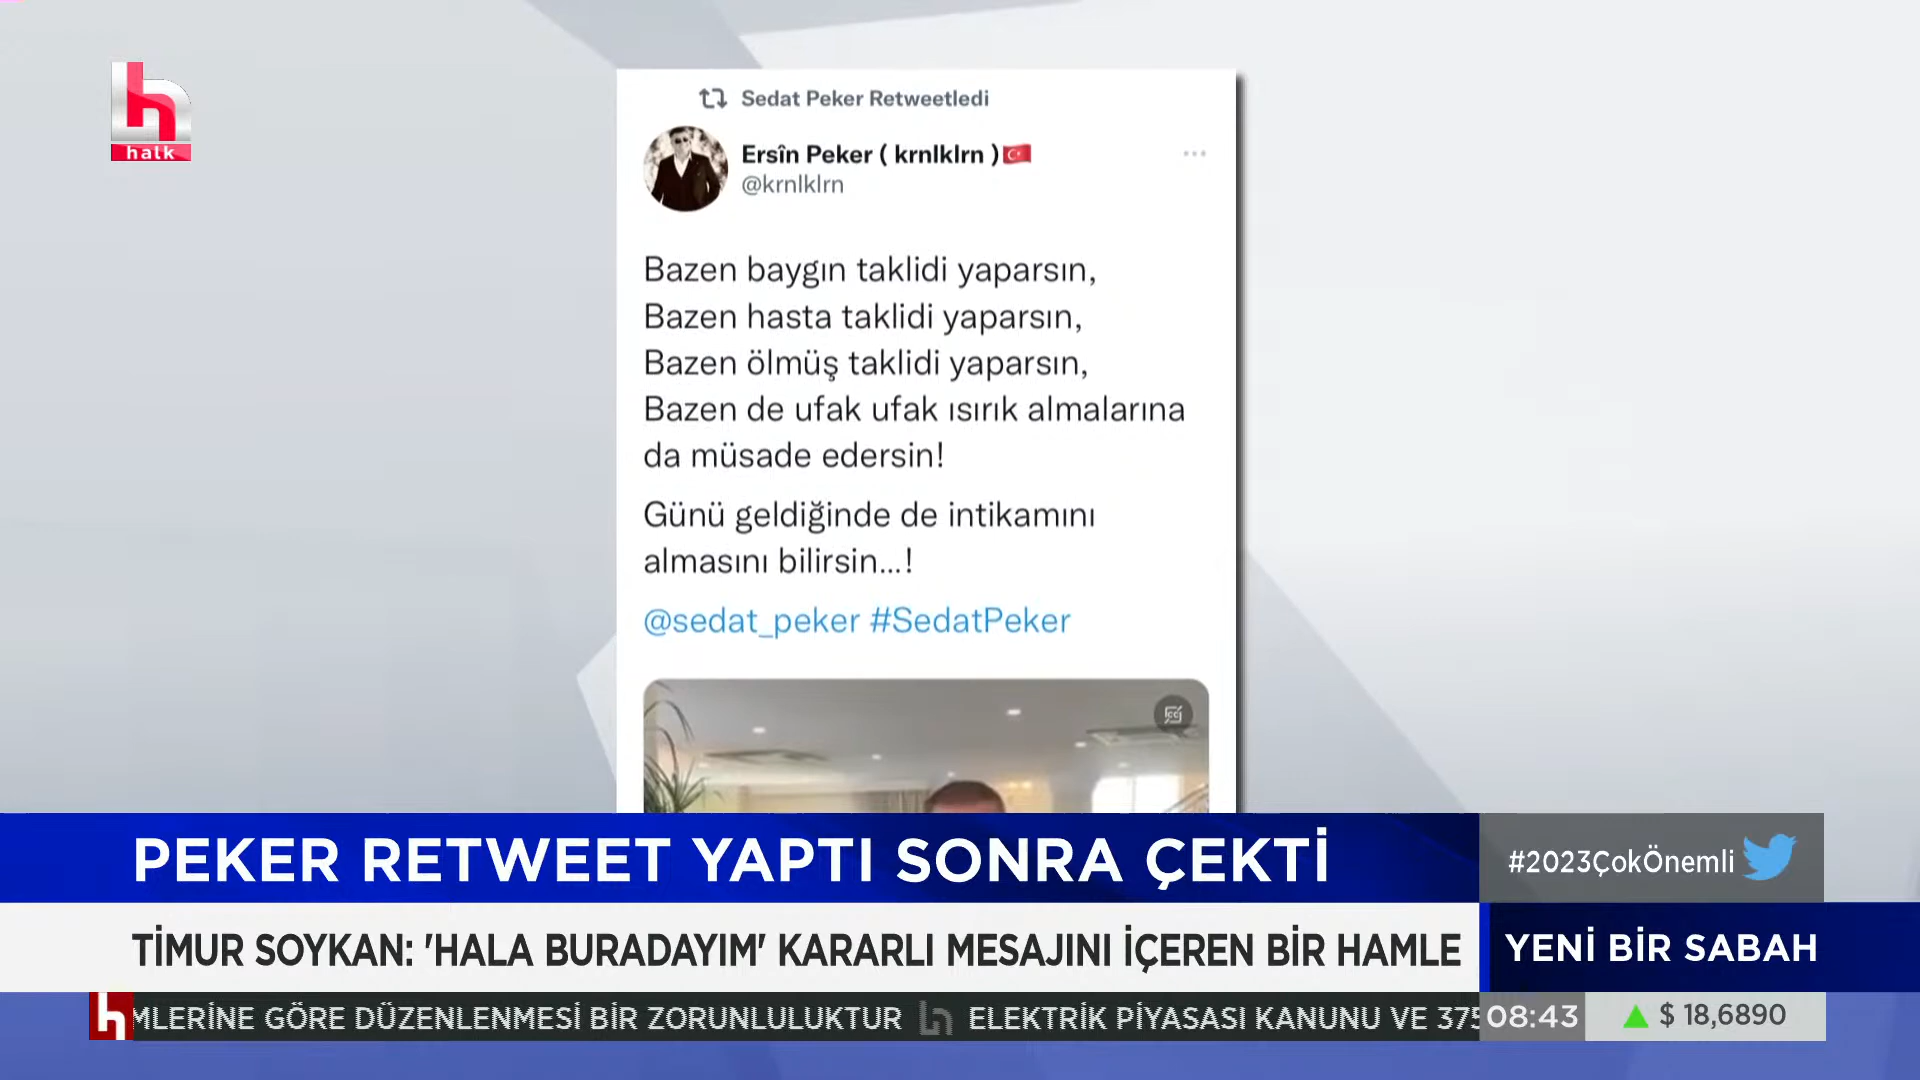 h
halk
Sedat Peker Retweetledi
Ersîn Peker ( krnlklrn )
@krnlklrn
Bazen baygın taklidi yaparsın,
Bazen hasta taklidi yaparsın,
Bazen ölmüş taklidi yaparsın,
Bazen de ufak ufak ısırık almalarına
da müsade edersin!
Günü geldiğinde de intikamını
almasını bilirsin...!
@sedat_peker #SedatPeker
PEKER RETWEET YAPTI SONRA ÇEKTİ
#2023ÇokÖnemli
TİMUR SOYKAN: 'HALA BURADAYIM' KARARLI MESAJINI İÇEREN BİR HAMLE
YENİ BİR SABAH
h MLERİNE GÖRE DÜZENLENMESİ BİR ZORUNLULUKTUR h ELEKTRİK PİYASASI KANUNU VE 375
08:43
$ 18,6890